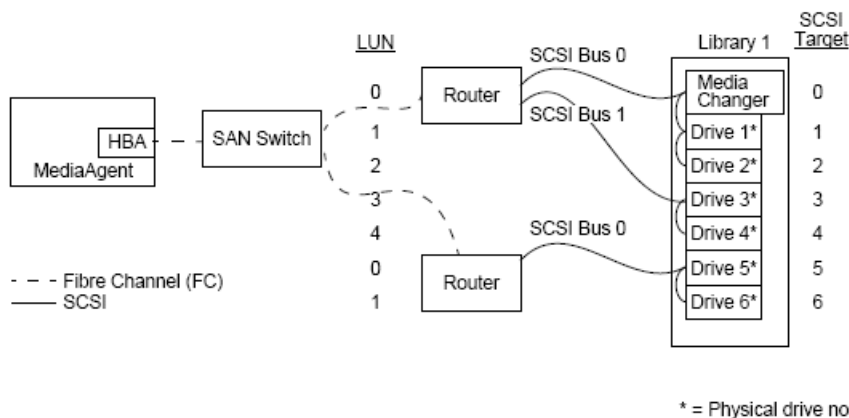 LUN
SCSI Bus 0
Library 1
SCSI
Target
0
Router
Media
Changer
0
SCSI Bus 1
HBA
SAN Switch
1
Drive 1*
1
MediaAgent
2
Drive 2*
2
3
Drive 3*
3
4
SCSI Bus 0
Drive 4*
4
- - - Fibre Channel (FC)
0
Router
Drive 5*
5
SCSI
1
Drive 6*
6
* = Physical drive no